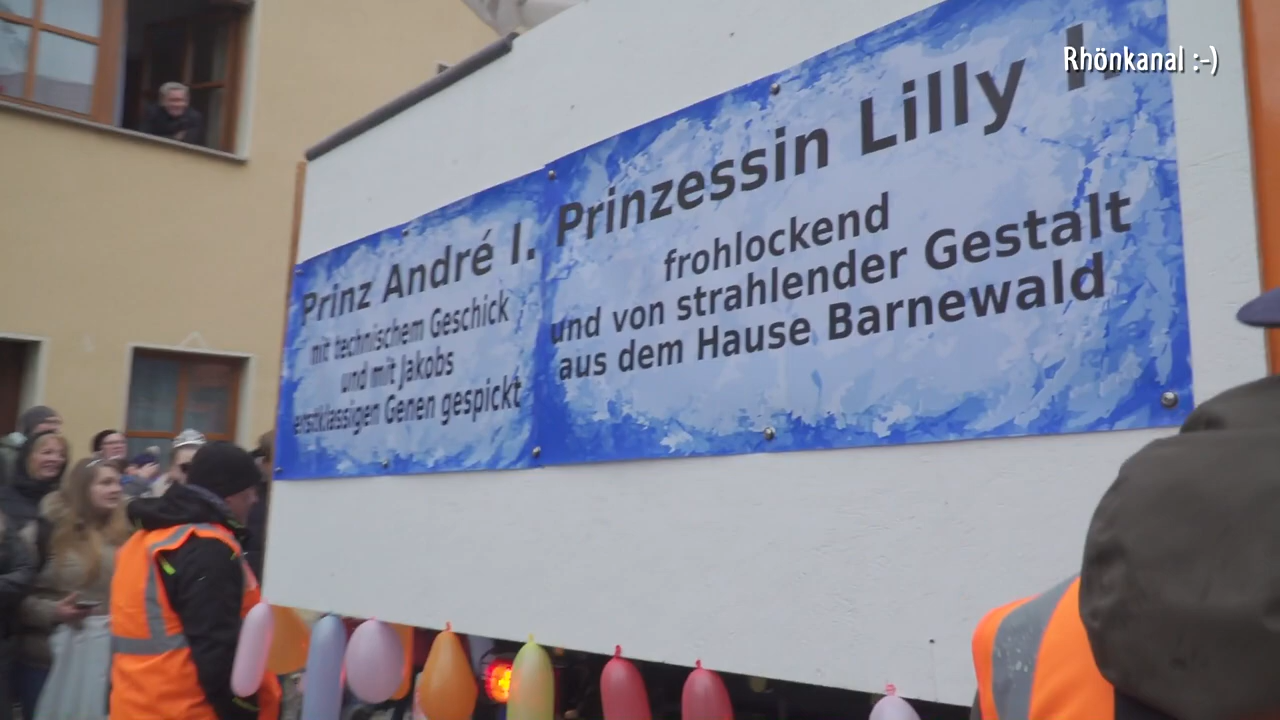 Rhönkanal :-)
Prinz André I.
mit technischem Geschick
und mit Jakobs
erstklassigen Genen gespickt
Prinzessin Lilly I.
frohlockend
und von strahlender Gestalt
aus dem Hause Barnewald